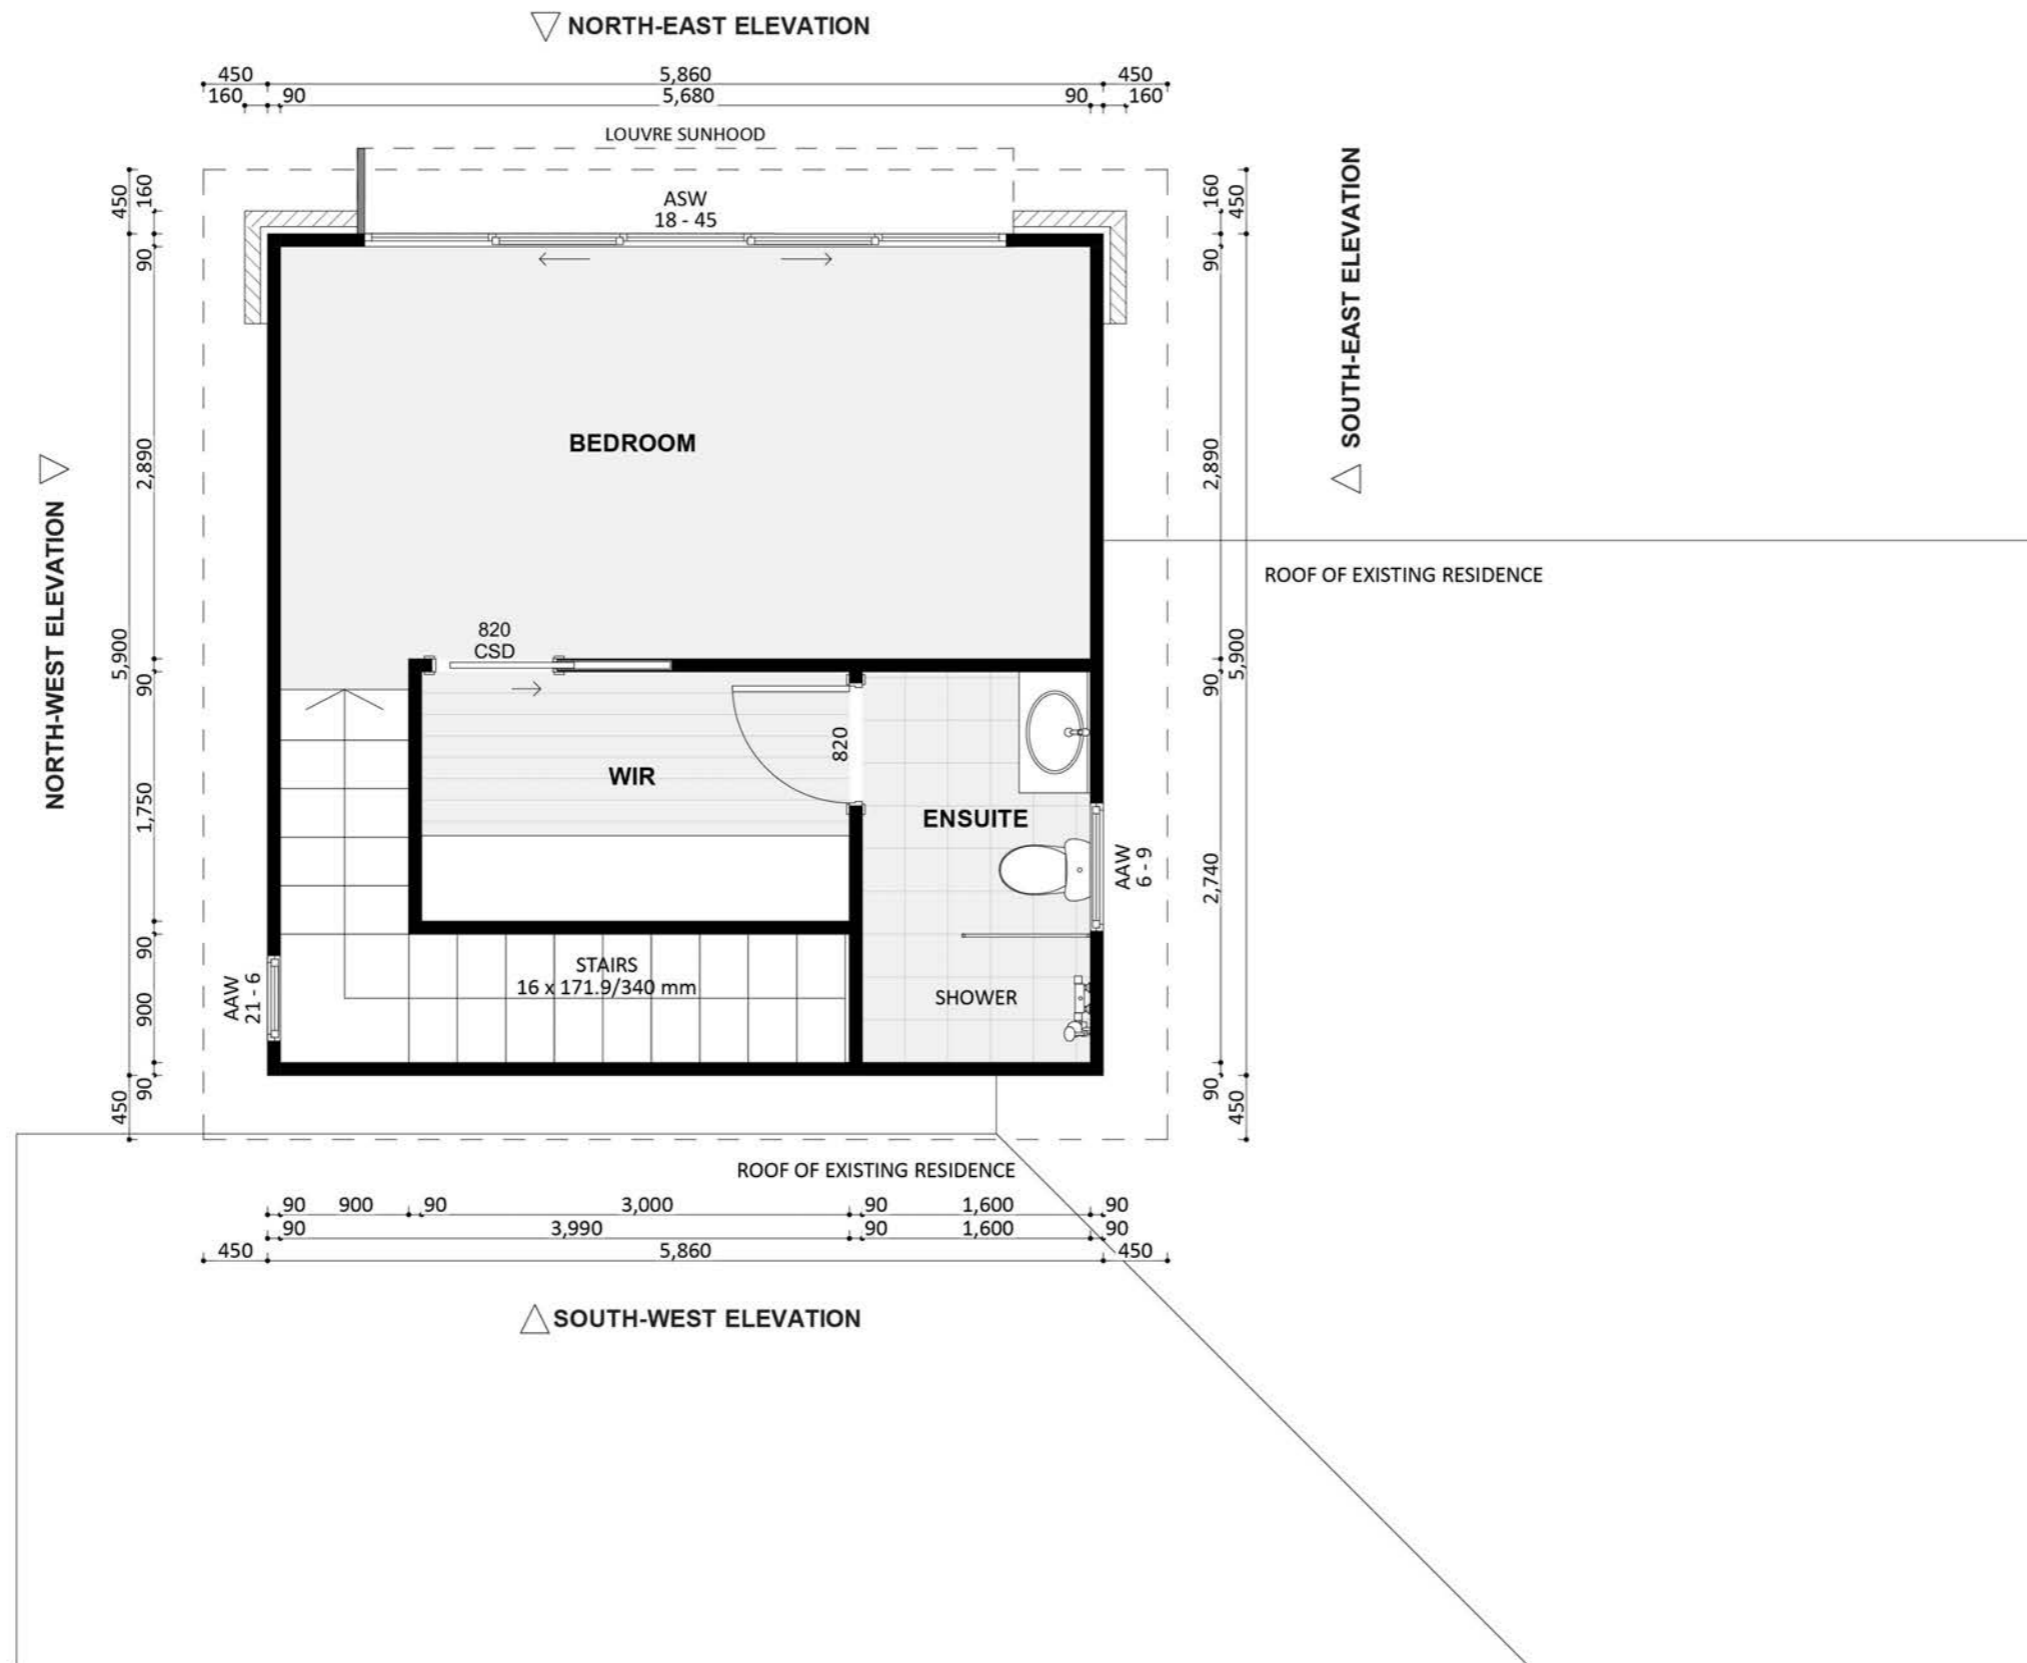 NORTH-EAST ELEVATION
450 5,860 450
160 90 5,680 90 160
LOUVRE SUNHOOD
ASW
18 - 45
450 160
90
2,890
5,900
90
1,750
90
900
90
450
NORTH-WEST ELEVATION
160 450
90
2,890
5,900
90
2,740
90
450
SOUTH-EAST ELEVATION
ROOF OF EXISTING RESIDENCE
BEDROOM
820
CSD
WIR
820
ENSUITE
AAW
6 - 9
AAW
21 - 6
STAIRS
16 x 171.9/340 mm
SHOWER
ROOF OF EXISTING RESIDENCE
90 900 90 3,000 90 1,600 90
90 3,990 90 1,600 90
450 5,860 450
SOUTH-WEST ELEVATION